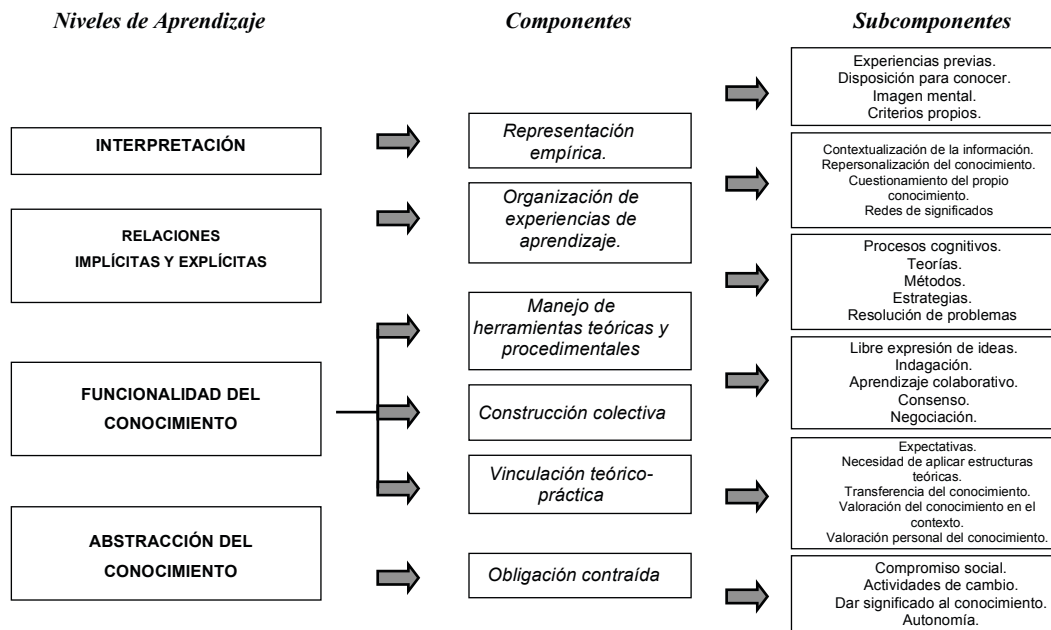 Niveles de Aprendizaje
Componentes
Subcomponentes
INTERPRETACIÓN
RELACIONES
IMPLÍCITAS Y EXPLÍCITAS
FUNCIONALIDAD DEL
CONOCIMIENTO
ABSTRACCIÓN DEL
CONOCIMIENTO
Representación
empírica.
Organización de
experiencias de
aprendizaje.
Manejo de
herramientas teóricas y
procedimentales
Construcción colectiva
Vinculación teórico-
práctica
Obligación contraída
Experiencias previas.
Disposición para conocer.
Imagen mental.
Criterios propios.
Contextualización de la información.
Repersonalización del conocimiento.
Cuestionamiento del propio
conocimiento.
Redes de significados
Procesos cognitivos.
Teorías.
Métodos.
Estrategias.
Resolución de problemas
Libre expresión de ideas.
Indagación.
Aprendizaje colaborativo.
Consenso.
Negociación.
Expectativas.
Necesidad de aplicar estructuras
teóricas.
Transferencia del conocimiento.
Valoración del conocimiento en el
contexto.
Valoración personal del conocimiento.
Compromiso social.
Actividades de cambio.
Dar significado al conocimiento.
Autonomía.